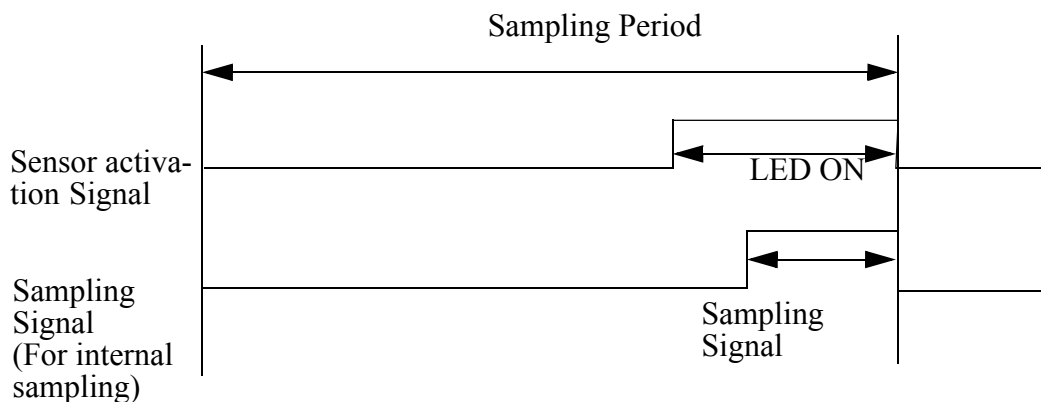 Sampling Period
Sensor activa-
tion Signal
LED ON
Sampling
Signal
(For internal
sampling)
Sampling
Signal